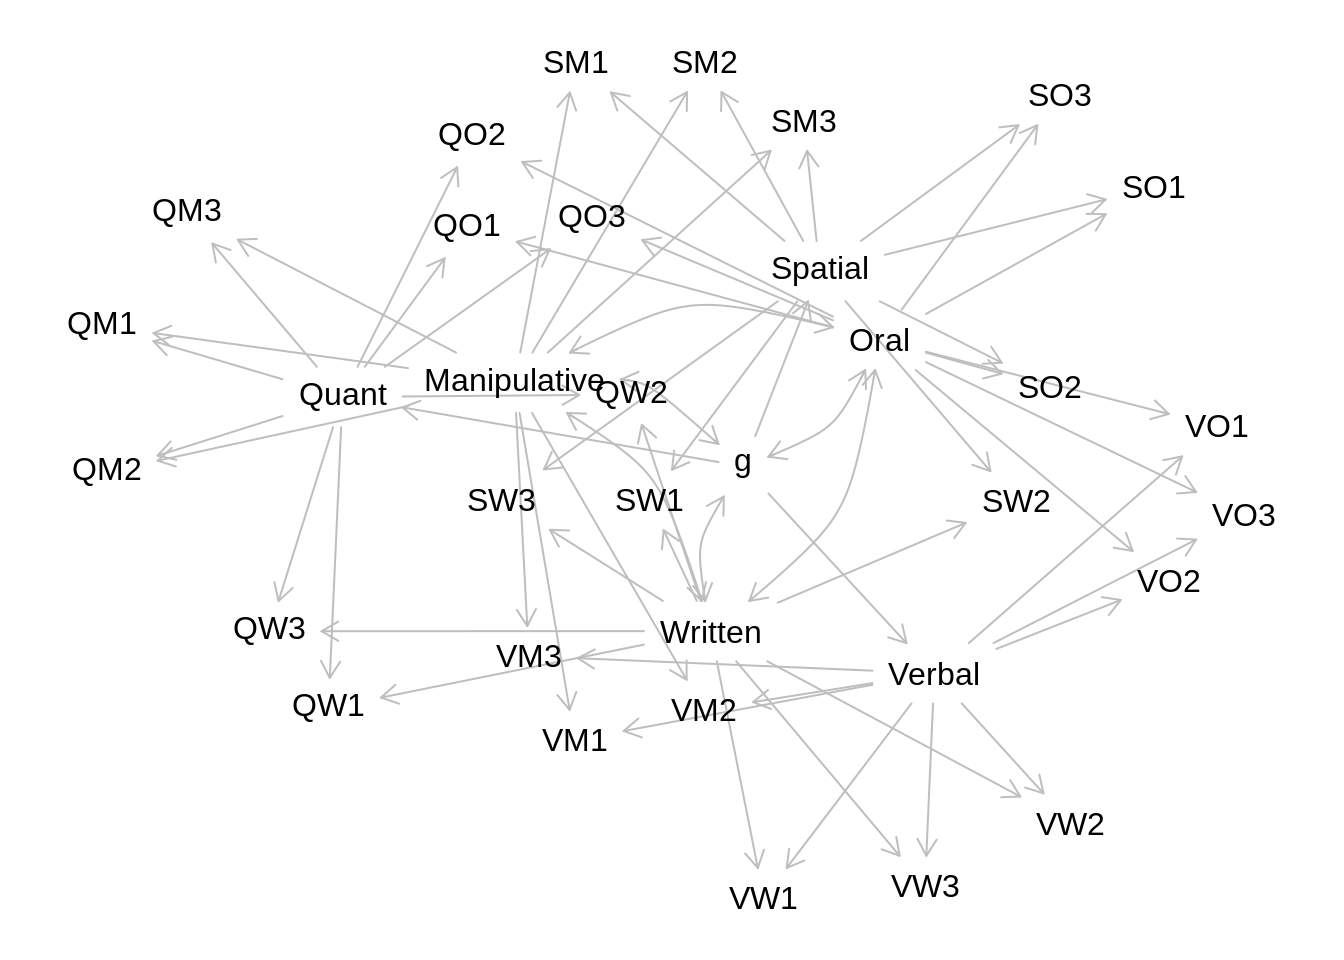 SM1
SM2
SO3
SM3
QO2
SO1
QM3
QO3
QO1
Spatial
QM1
Oral
Manipulative
SO2
QW2
Quant
VO1
g
QM2
SW3
SW1
SW2
VO3
VO2
QW3
Written
VM3
Verbal
QW1
VM2
VM1
VW2
VW3
VW1